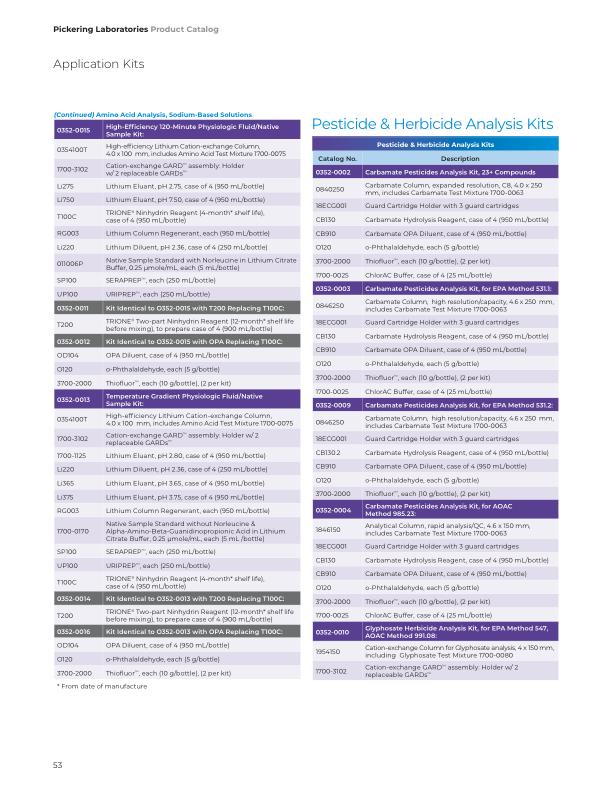 Pickering Laboratories Product Catalog
Application Kits
(Continued) Amino Acid Analysis, Sodium-Based Solutions
0352-0015 High-Efficiency 120-Minute Physiologic Fluid/Native
Sample Kit:
0354100T High-efficiency Lithium Cation-exchange Column,
4.0 x 100 mm, includes Amino Acid Test Mixture 1700-0075
1700-3102 Cation-exchange GARD™ assembly: Holder
w/ 2 replaceable GARDs™
Li275 Lithium Eluant, pH 2.75, case of 4 (950 mL/bottle)
Li750 Lithium Eluant, pH 7.50, case of 4 (950 mL/bottle)
T100C TRIONE® Ninhydrin Reagent (4-month* shelf life),
case of 4 (950 mL/bottle)
RG003 Lithium Column Regenerant, each (950 mL/bottle)
Li220 Lithium Diluent, pH 2.36, case of 4 (250 mL/bottle)
011006P Native Sample Standard with Norleucine in Lithium Citrate
Buffer, 0.25 µmole/mL, each (5 mL/bottle)
SP100 SERAPREP™, each (250 mL/bottle)
UP100 URIPREP™, each (250 mL/bottle)
0352-0011 Kit Identical to 0352-0015 with T200 Replacing T100C:
T200 TRIONE® Two-part Ninhydrin Reagent (12-month* shelf life
before mixing), to prepare case of 4 (900 mL/bottle)
0352-0012 Kit Identical to 0352-0015 with OPA Replacing T100C:
OD104 OPA Diluent, case of 4 (950 mL/bottle)
O120 o-Phthalaldehyde, each (5 g/bottle)
3700-2000 Thiofluor™, each (10 g/bottle), (2 per kit)
0352-0013 Temperature Gradient Physiologic Fluid/Native
Sample Kit:
0354100T High-efficiency Lithium Cation-exchange Column,
4.0 x 100 mm, includes Amino Acid Test Mixture 1700-0075
1700-3102 Cation-exchange GARD™ assembly: Holder w/ 2
replaceable GARDs™
1700-1125 Lithium Eluant, pH 2.80, case of 4 (950 mL/bottle)
Li220 Lithium Diluent, pH 2.36, case of 4 (250 mL/bottle)
Li365 Lithium Eluant, pH 3.65, case of 4 (950 mL/bottle)
Li375 Lithium Eluant, pH 3.75, case of 4 (950 mL/bottle)
RG003 Lithium Column Regenerant, each (950 mL/bottle)
1700-0170 Native Sample Standard without Norleucine &
Alpha-Amino-Beta-Guanidinopropionic Acid in Lithium
Citrate Buffer, 0.25 µmole/mL, each (5 mL /bottle)
SP100 SERAPREP™, each (250 mL/bottle)
UP100 URIPREP™, each (250 mL/bottle)
T100C TRIONE® Ninhydrin Reagent (4-month* shelf life),
case of 4 (950 mL/bottle)
0352-0014 Kit Identical to 0352-0013 with T200 Replacing T100C:
T200 TRIONE® Two-part Ninhydrin Reagent (12-month* shelf life
before mixing), to prepare case of 4 (900 mL/bottle)
0352-0016 Kit Identical to 0352-0013 with OPA Replacing T100C:
OD104 OPA Diluent, case of 4 (950 mL/bottle)
O120 o-Phthalaldehyde, each (5 g/bottle)
3700-2000 Thiofluor™, each (10 g/bottle), (2 per kit)
* From date of manufacture
Pesticide & Herbicide Analysis Kits
Pesticide & Herbicide Analysis Kits
Catalog No. Description
0352-0002 Carbamate Pesticides Analysis Kit, 23+ Compounds
0840250 Carbamate Column, expanded resolution, C8, 4.0 x 250
mm, includes Carbamate Test Mixture 1700-0063
18ECG001 Guard Cartridge Holder with 3 guard cartridges
CB130 Carbamate Hydrolysis Reagent, case of 4 (950 mL/bottle)
CB910 Carbamate OPA Diluent, case of 4 (950 mL/bottle)
O120 o-Phthalaldehyde, each (5 g/bottle)
3700-2000 Thiofluor™, each (10 g/bottle), (2 per kit)
1700-0025 ChlorAC Buffer, case of 4 (25 mL/bottle)
0352-0003 Carbamate Pesticides Analysis Kit, for EPA Method 531.1:
0846250 Carbamate Column, high resolution/capacity, 4.6 x 250 mm,
includes Carbamate Test Mixture 1700-0063
18ECG001 Guard Cartridge Holder with 3 guard cartridges
CB130 Carbamate Hydrolysis Reagent, case of 4 (950 mL/bottle)
CB910 Carbamate OPA Diluent, case of 4 (950 mL/bottle)
O120 o-Phthalaldehyde, each (5 g/bottle)
3700-2000 Thiofluor™, each (10 g/bottle), (2 per kit)
1700-0025 ChlorAC Buffer, case of 4 (25 mL/bottle)
0352-0009 Carbamate Pesticides Analysis Kit, for EPA Method 531.2:
0846250 Carbamate Column, high resolution/capacity, 4.6 x 250 mm,
includes Carbamate Test Mixture 1700-0063
18ECG001 Guard Cartridge Holder with 3 guard cartridges
CB130.2 Carbamate Hydrolysis Reagent, case of 4 (950 mL/bottle)
CB910 Carbamate OPA Diluent, case of 4 (950 mL/bottle)
O120 o-Phthalaldehyde, each (5 g/bottle)
3700-2000 Thiofluor™, each (10 g/bottle), (2 per kit)
0352-0004 Carbamate Pesticides Analysis Kit, for AOAC
Method 985.23:
1846150 Analytical Column, rapid analysis/QC, 4.6 x 150 mm,
includes Carbamate Test Mixture 1700-0063
18ECG001 Guard Cartridge Holder with 3 guard cartridges
CB130 Carbamate Hydrolysis Reagent, case of 4 (950 mL/bottle)
CB910 Carbamate OPA Diluent, case of 4 (950 mL/bottle)
O120 o-Phthalaldehyde, each (5 g/bottle)
3700-2000 Thiofluor™, each (10 g/bottle), (2 per kit)
1700-0025 ChlorAC Buffer, case of 4 (25 mL/bottle)
0352-0010 Glyphosate Herbicide Analysis Kit, for EPA Method 547,
AOAC Method 991.08:
1954150 Cation-exchange Column for Glyphosate analysis, 4 x 150 mm,
including Glyphosate Test Mixture 1700-0080
1700-3102 Cation-exchange GARD™ assembly: Holder w/ 2
replaceable GARDs™
53